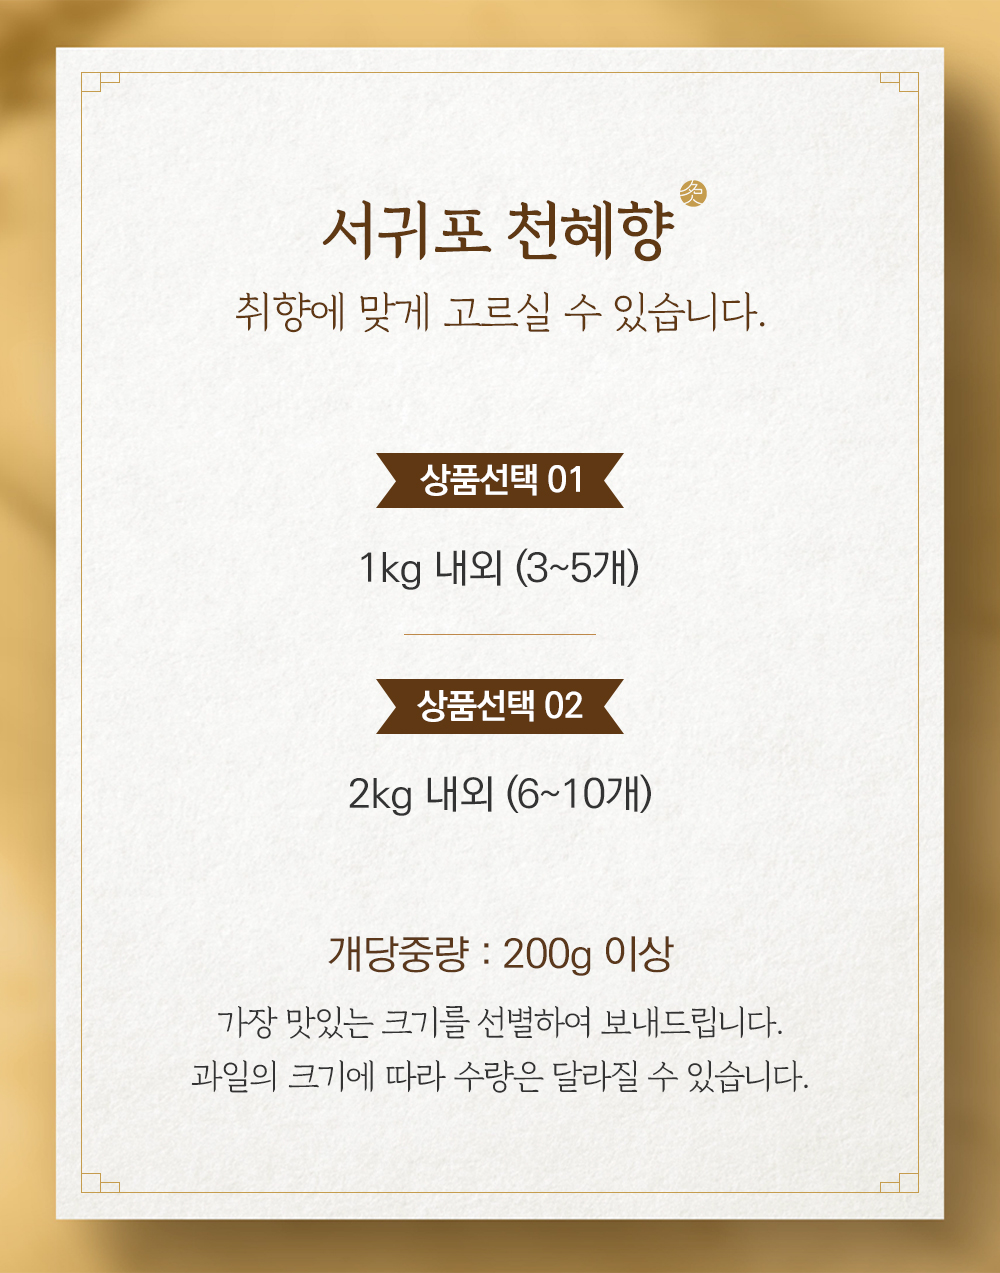 서귀포 천혜향
취향에 맞게 고르실 수 있습니다.
상품선택 01
1kg 내외 (3~5개)
상품선택 02
2kg 내외 (6~10개)
개당중량 : 200g 이상
가장 맛있는 크기를 선별하여 보내드립니다.
과일의 크기에 따라 수량은 달라질 수 있습니다.